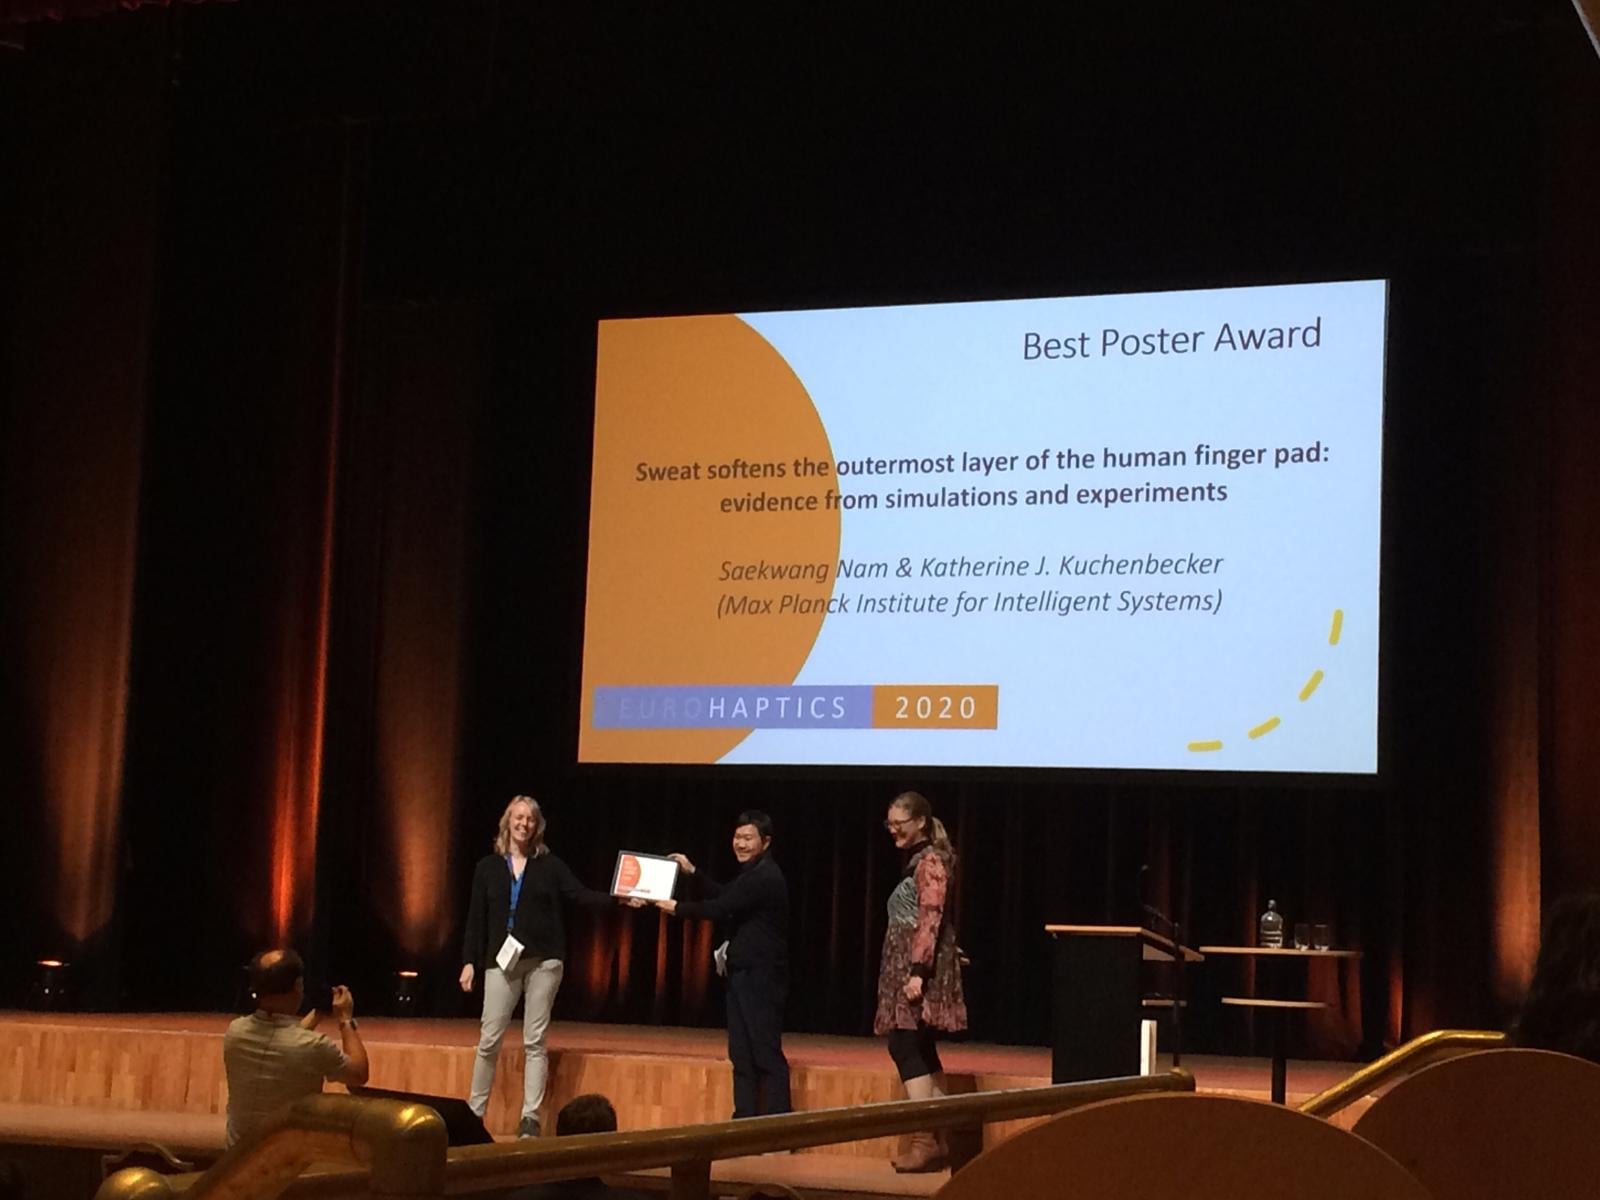 Best Poster Award
Sweat softens the outermost layer of the human finger pad:
evidence from simulations and experiments
Saekwang Nam & Katherine J. Kuchenbecker
(Max Planck Institute for Intelligent Systems)
EUROHAPTICS 2020